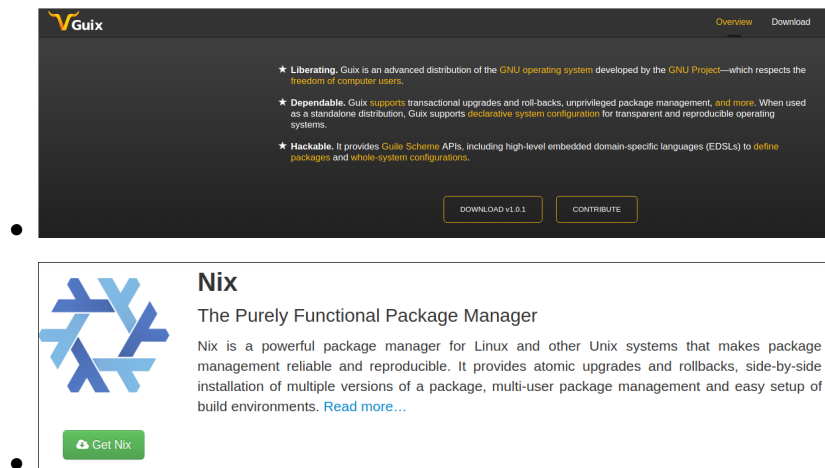 Guix
Overview Download
★ Liberating. Guix is an advanced distribution of the GNU operating system developed by the GNU Project—which respects the
freedom of computer users.
★ Dependable. Guix supports transactional upgrades and roll-backs, unprivileged package management, and more. When used
as a standalone distribution, Guix supports declarative system configuration for transparent and reproducible operating
systems.
★ Hackable. It provides Guile Scheme APIs, including high-level embedded domain-specific languages (EDSLs) to define
packages and whole-system configurations.
DOWNLOAD v1.0.1 CONTRIBUTE
Nix
The Purely Functional Package Manager
Nix is a powerful package manager for Linux and other Unix systems that makes package
management reliable and reproducible. It provides atomic upgrades and rollbacks, side-by-side
installation of multiple versions of a package, multi-user package management and easy setup of
build environments. Read more…
Get Nix